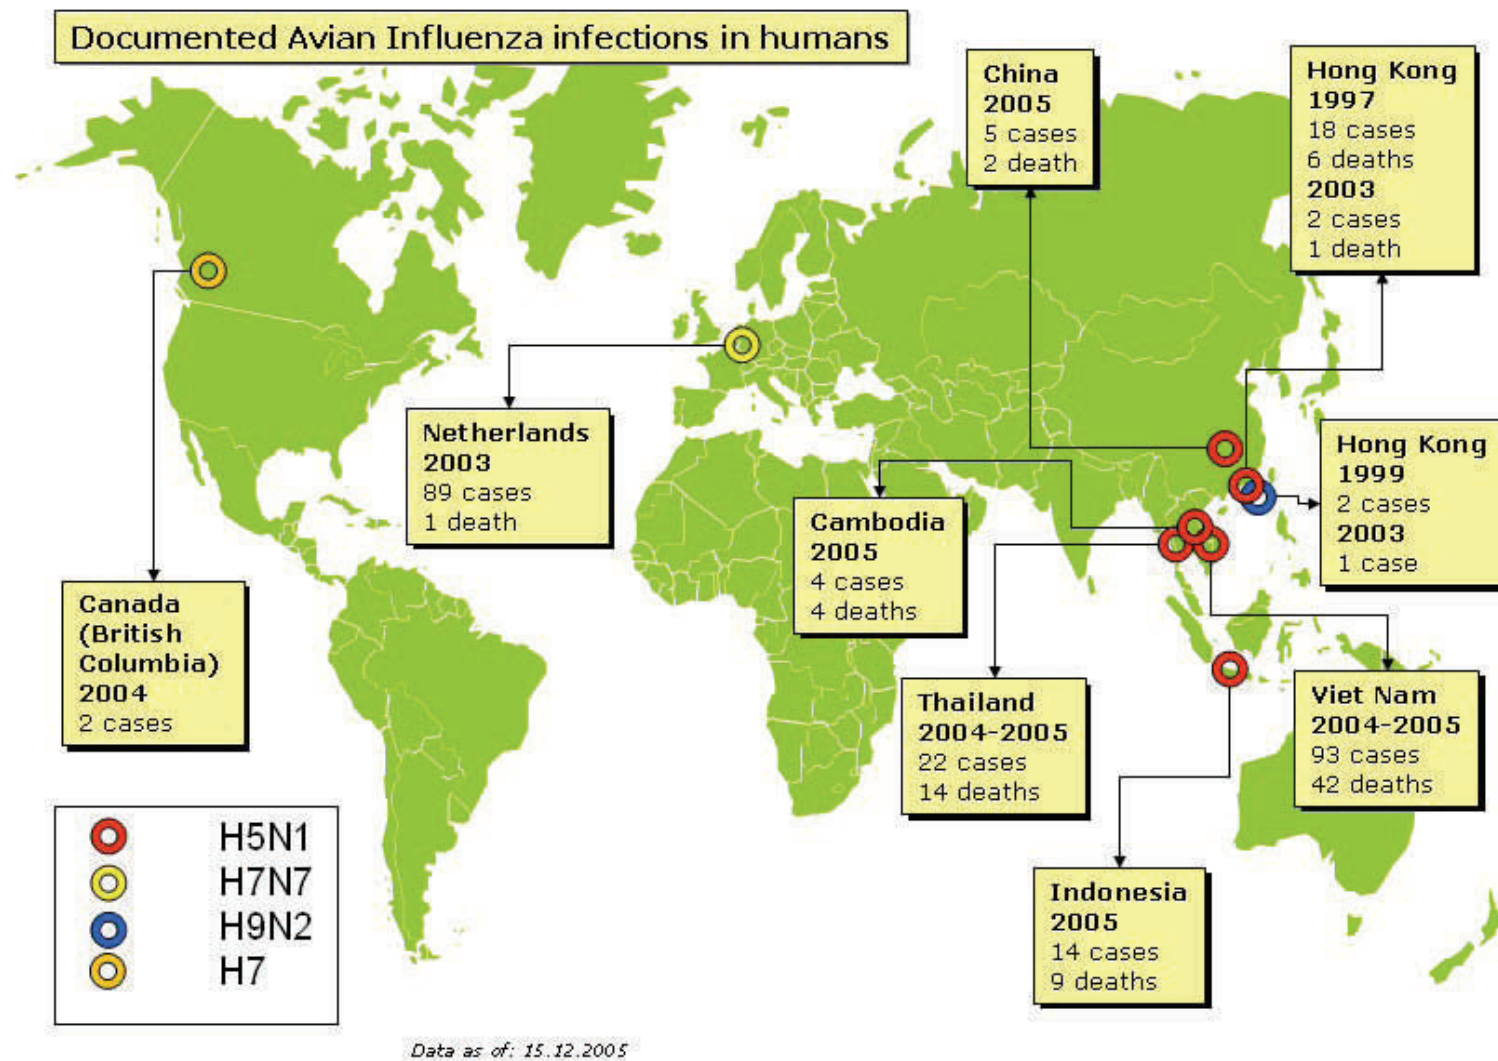 Documented Avian Influenza infections in humans
China
2005
5 cases
2 death
Hong Kong
1997
18 cases
6 deaths
2003
2 cases
1 death
Netherlands
2003
89 cases
1 death
Hong Kong
1999
2 cases
2003
1 case
Cambodia
2005
4 cases
4 deaths
Canada
(British
Columbia)
2004
2 cases
Thailand
2004-2005
22 cases
14 deaths
Viet Nam
2004-2005
93 cases
42 deaths
Indonesia
2005
14 cases
9 deaths
H5N1
H7N7
H9N2
H7
Data as of: 15.12.2005